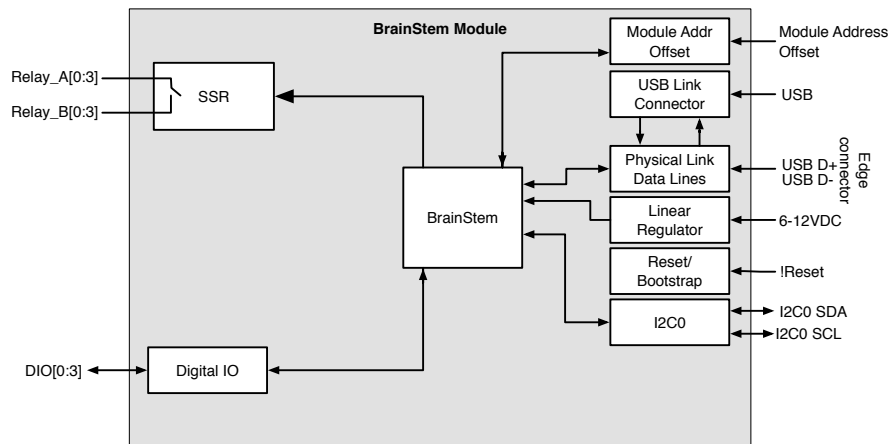 BrainStem Module
Module Addr
Offset
Module Address
Offset
Relay_A[0:3]
Relay_B[0:3]
SSR
USB Link
Connector
USB
Physical Link
Data Lines
USB D+
USB D-
Edge
connector
BrainStem
Linear
Regulator
6-12VDC
Reset/
Bootstrap
!Reset
I2C0
I2C0 SDA
I2C0 SCL
DIO[0:3]
Digital IO